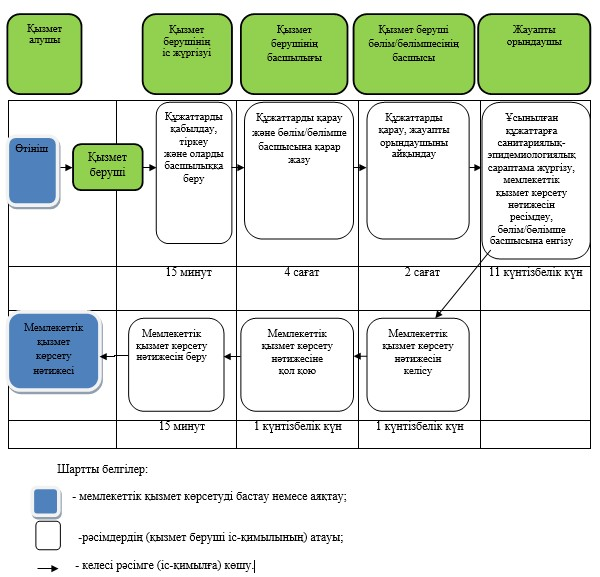 Қызмет
алушы
Қызмет
берушінің
іс жүргізуі
Қызмет
берушінің
басшылығы
Қызмет беруші
бөлім/бөлімшесінің
басшысы
Жауапты
орындаушы
Өтініш
Қызмет
беруші
Құжаттарды
қабылдау,
тіркеу
және оларды
басшылыққа
беру
Құжаттарды қарау
және бөлім/бөлімше
басшысына қарар
жазу
Құжаттарды
қарау, жауапты
орындаушыны
айқындау
Ұсынылған
құжаттарға
санитариялық-
эпидемиологиялық
сараптама жүргізу,
мемлекеттік
қызмет көрсету
нәтижесін
ресімдеу,
бөлім/бөлімше
басшысына енгізу
15 минут
4 сағат
2 сағат
11 күнтізбелік күн
Мемлекеттік
қызмет
көрсету
нәтижесі
Мемлекеттік
қызмет көрсету
нәтижесін беру
Мемлекеттік
қызмет көрсету
нәтижесіне
қол қою
Мемлекеттік
қызмет көрсету
нәтижесін
келісу
15 минут
1 күнтізбелік күн
1 күнтізбелік күн
Шартты белгілер:
- мемлекеттік қызмет көрсетуді бастау немесе аяқтау;
-рәсімдердің (қызмет беруші іс-қимылының) атауы;
- келесі рәсімге (іс-қимылға) көшу.